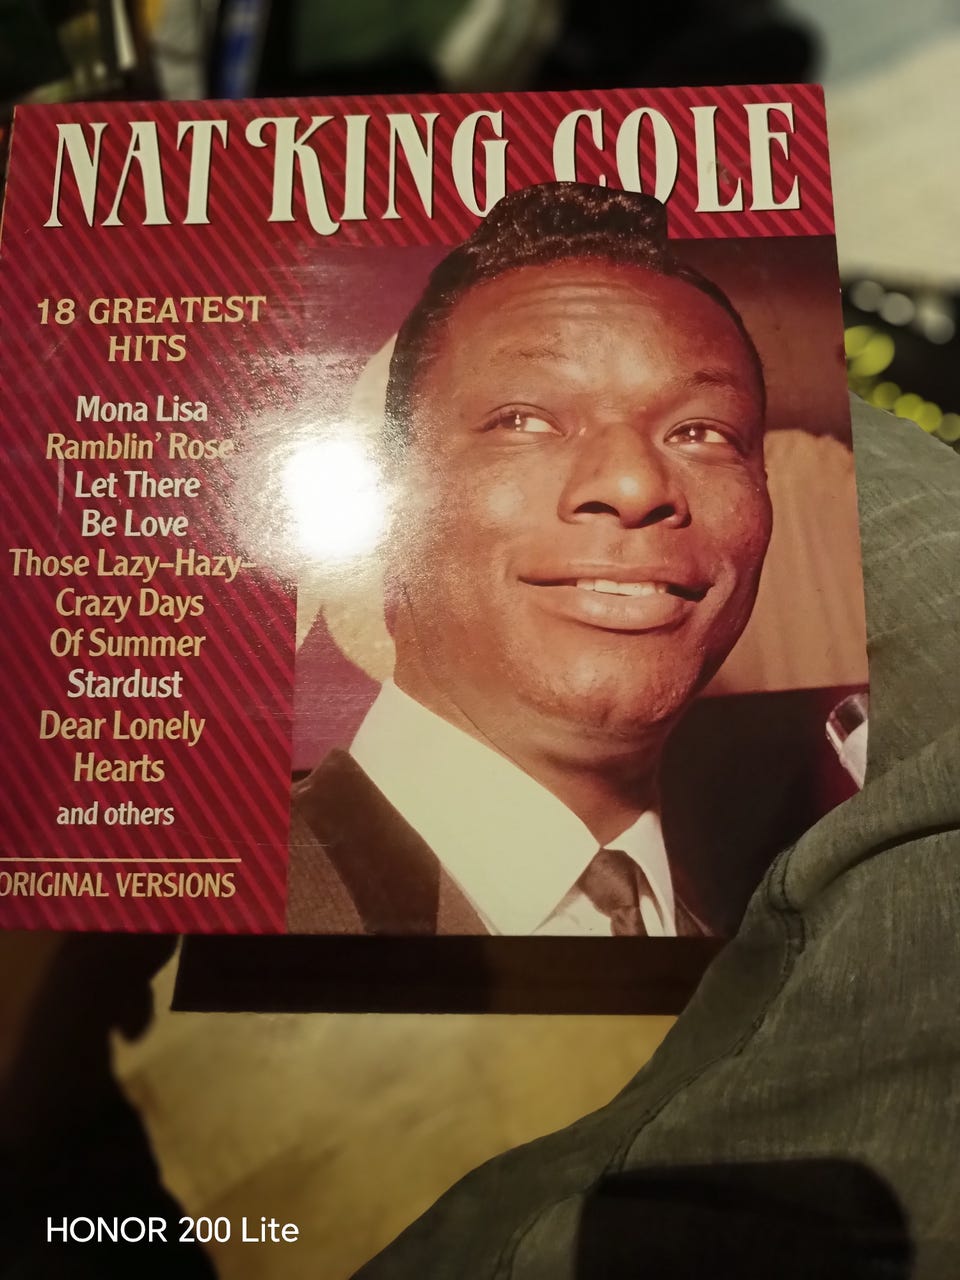 NAT KING COLE
18 GREATEST
HITS
Mona Lisa
Ramblin' Rose
Let There
Be Love
Those Lazy-Hazy-
Crazy Days
Of Summer
Stardust
Dear Lonely
Hearts
and others
ORIGINAL VERSIONS
HONOR 200 Lite